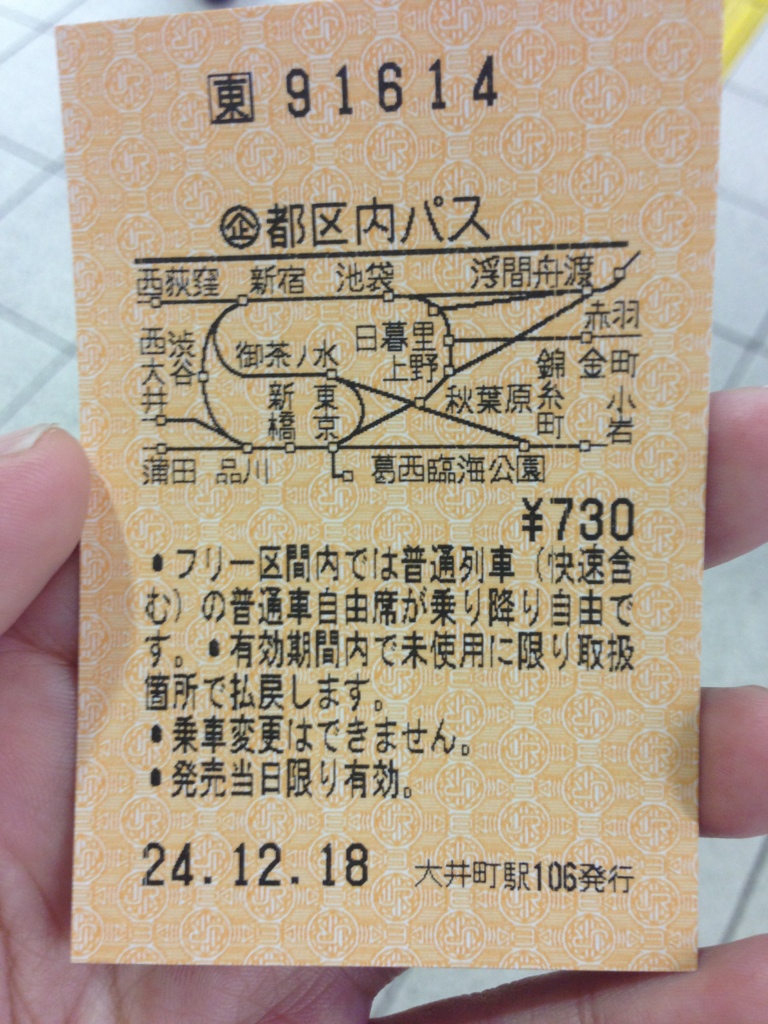 東 91614
企 都区内パス
西荻窪 新宿 池袋 浮間舟渡
赤羽
西大井 渋谷 御茶ノ水 日暮里
上野 錦糸町 金町
新橋 東京 秋葉原 小岩
蒲田 品川 葛西臨海公園
¥730
・フリー区間内では普通列車(快速含
む)の普通車自由席が乗り降り自由で
す。・有効期間内で未使用に限り取扱
箇所で払戻します。
・乗車変更はできません。
・発売当日限り有効。
24.12.18 大井町駅106発行